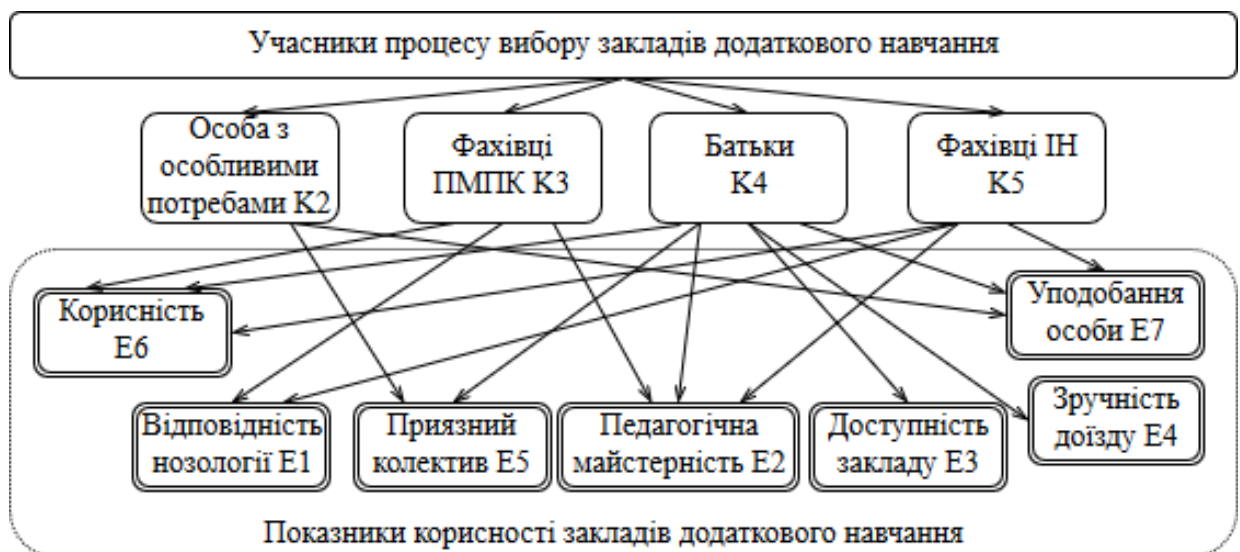 Учасники процесу вибору закладів додаткового навчання
Особа з
особливими
потребами К2
Фахівці
ПМПК К3
Батьки
К4
Фахівці ІН
К5
Корисність
Е6
Уподобання
особи Е7
Відповідність
нозології Е1
Приязний
колектив Е5
Педагогічна
майстерність Е2
Доступність
закладу Е3
Зручність
доїзду Е4
Показники корисності закладів додаткового навчання